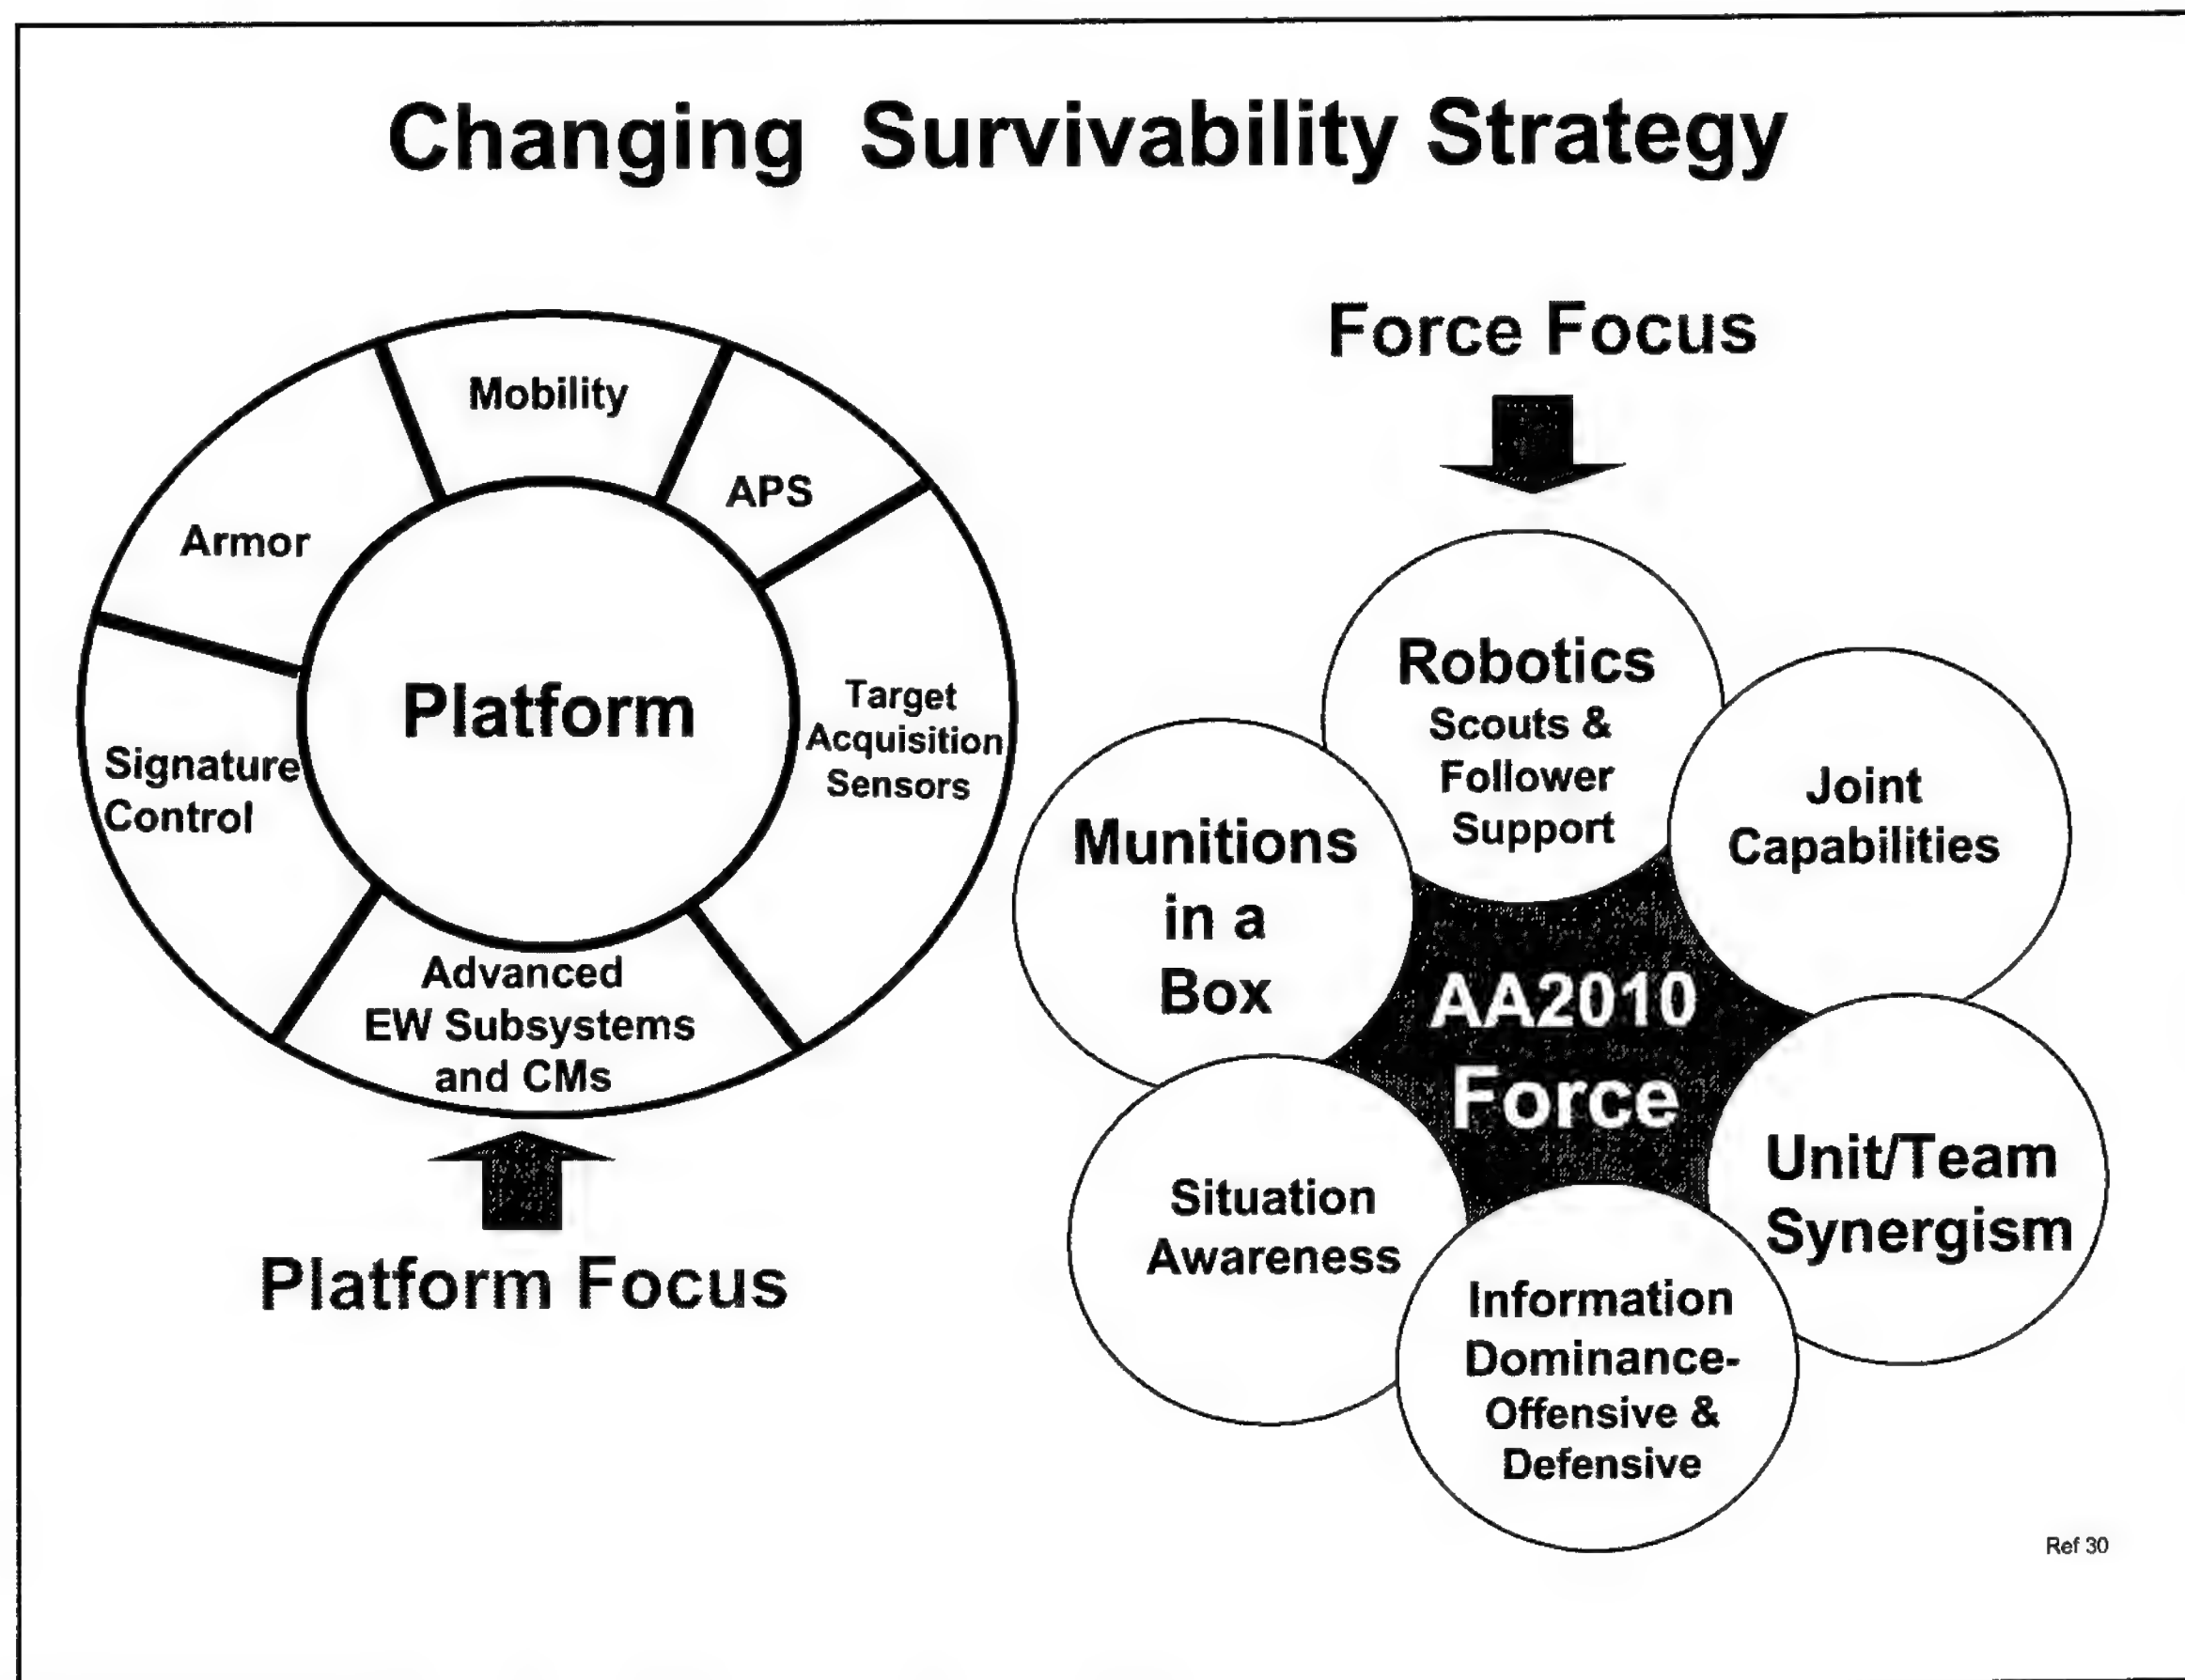 Changing Survivability Strategy
Mobility
APS
Armor
Platform
Target
Acquisition
Sensors
Signature
Control
Advanced
EW Subsystems
and CMs
Platform Focus
Force Focus
Robotics
Scouts &
Follower
Support
Joint
Capabilities
Munitions
in a
Box
AA2010
Force
Unit/Team
Synergism
Situation
Awareness
Information
Dominance-
Offensive &
Defensive
Ref 30